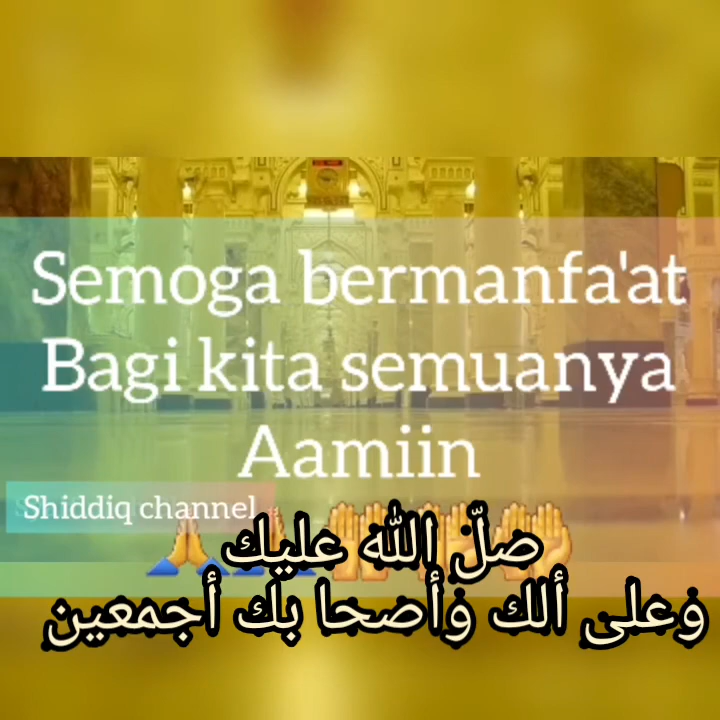 Semoga bermanfa'at
Bagi kita semuanya
Aamiin
Shiddiq channel
صلّ الله عليك
وعلى ألك وأصحا بك أجمعين